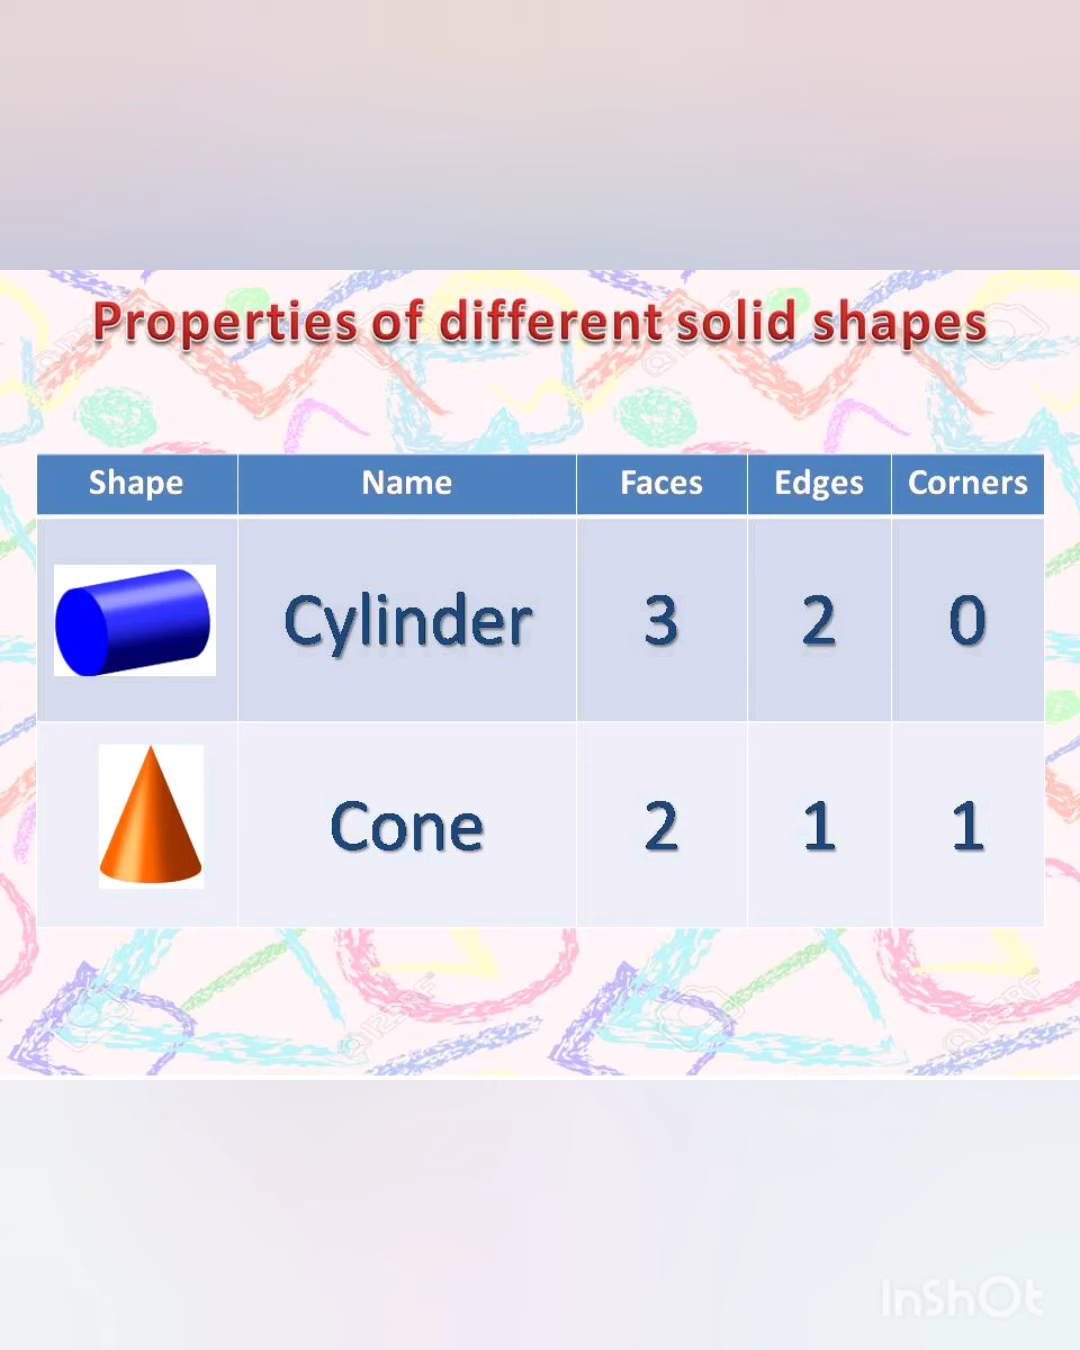 Properties of different solid shapes
Shape Name Faces Edges Corners
Cylinder 3 2 0
Cone 2 1 1
InShOt